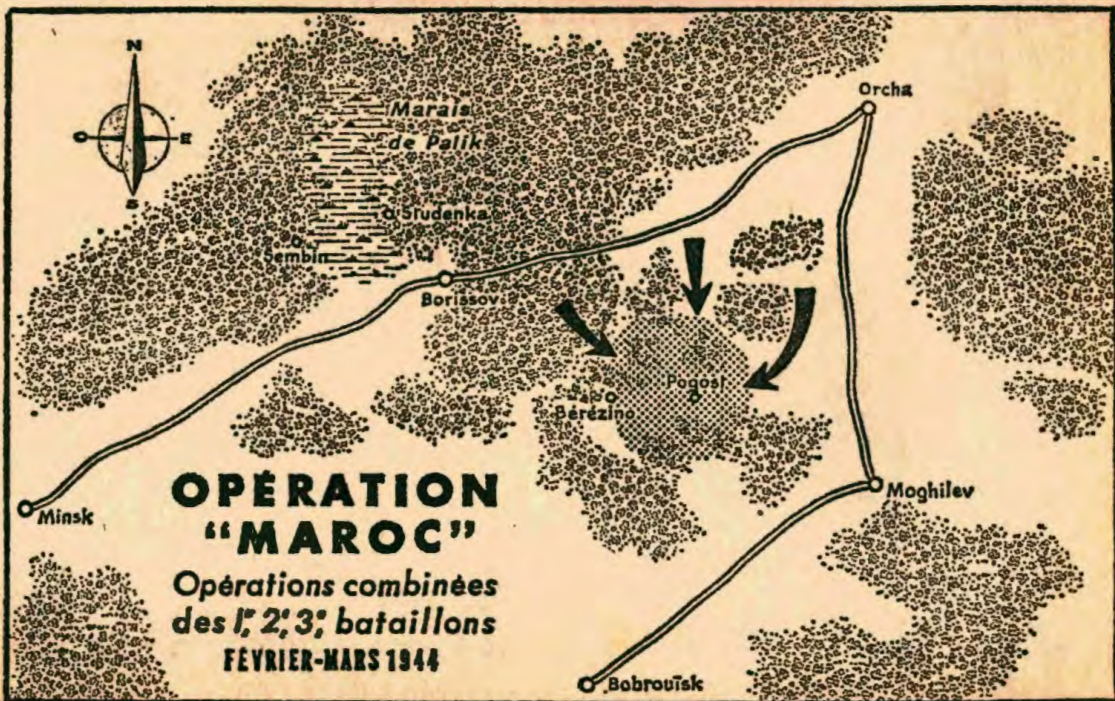 N
O
E
S
Marais
de Palik
Studenka
Sembin
Borissov
Orcha
Pogost
Bérézino
Minsk
Moghilev
Bobrouïsk
OPÉRATION
"MAROC"
Opérations combinées
des 1er, 2e, 3e, bataillons
FÉVRIER-MARS 1944